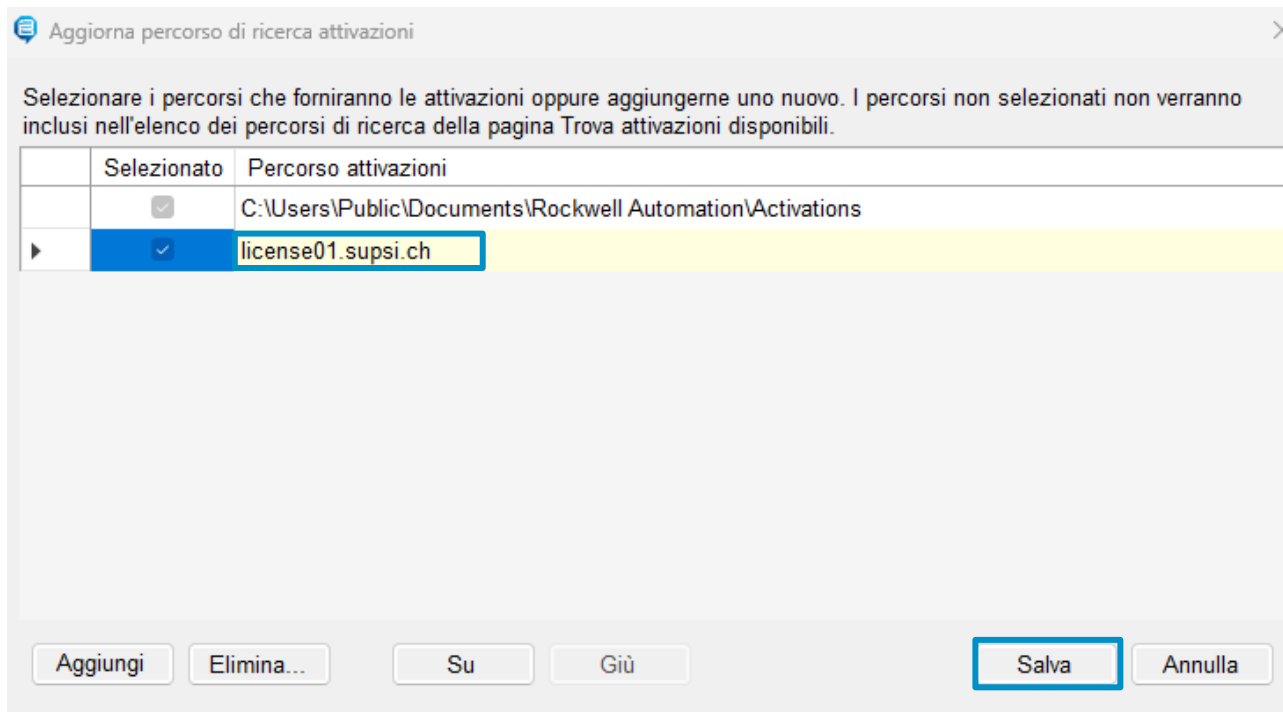 Aggiorna percorso di ricerca attivazioni
Selezionare i percorsi che forniranno le attivazioni oppure aggiungerne uno nuovo. I percorsi non selezionati non verranno
inclusi nell'elenco dei percorsi di ricerca della pagina Trova attivazioni disponibili.
Selezionato Percorso attivazioni
C:\Users\Public\Documents\Rockwell Automation\Activations
license01.supsi.ch
Aggiungi Elimina... Su Giù Salva Annulla